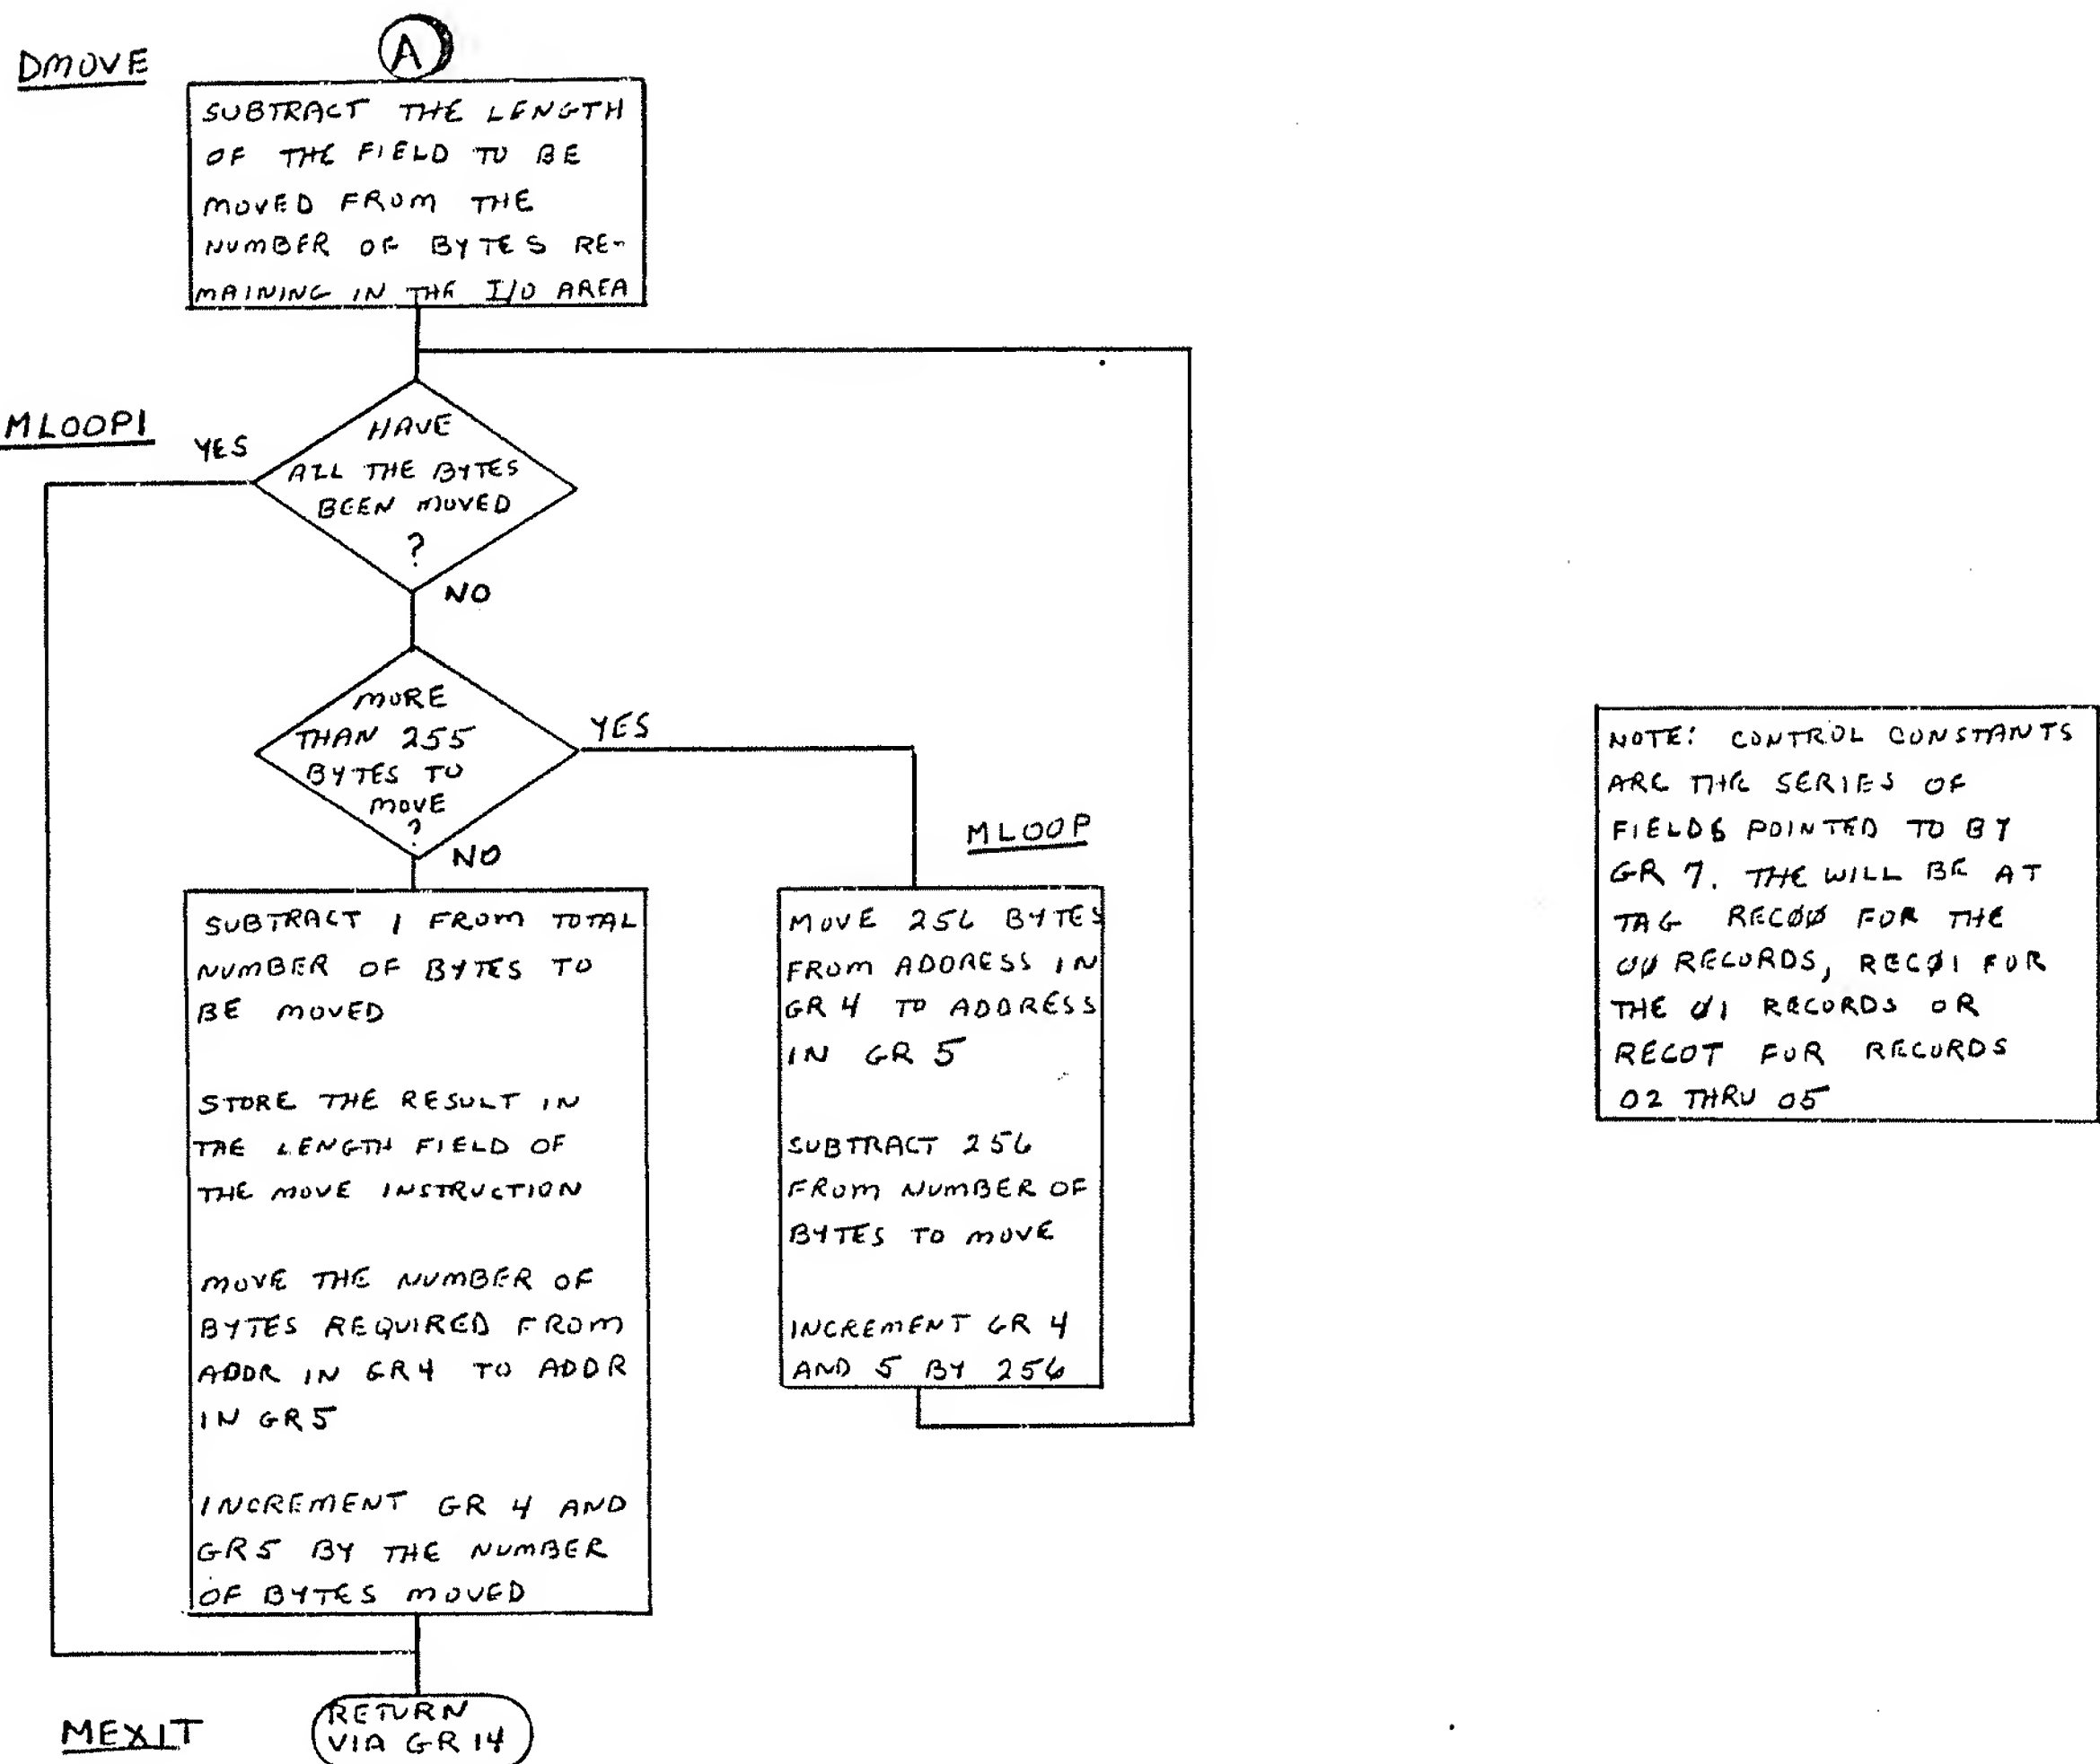 DMOVE
A
SUBTRACT THE LENGTH
OF THE FIELD TO BE
MOVED FROM THE
NUMBER OF BYTES RE-
MAINING IN THE I/O AREA
MLOOP1
YES
HAVE
ALL THE BYTES
BEEN MOVED
?
NO
MORE
THAN 255
BYTES TO
MOVE
?
YES
NO
SUBTRACT 1 FROM TOTAL
NUMBER OF BYTES TO
BE MOVED
STORE THE RESULT IN
THE LENGTH FIELD OF
THE MOVE INSTRUCTION
MOVE THE NUMBER OF
BYTES REQUIRED FROM
ADDR IN GR4 TO ADDR
IN GR5
INCREMENT GR 4 AND
GR5 BY THE NUMBER
OF BYTES MOVED
MLOOP
MOVE 256 BYTES
FROM ADDRESS IN
GR 4 TO ADDRESS
IN GR 5
SUBTRACT 256
FROM NUMBER OF
BYTES TO MOVE
INCREMENT GR 4
AND 5 BY 256
MEXIT
RETURN
VIA GR 14
NOTE: CONTROL CONSTANTS
ARE THE SERIES OF
FIELDS POINTED TO BY
GR 7. THE WILL BE AT
TAG RECØØ FOR THE
ØØ RECORDS, RECØ1 FOR
THE Ø1 RECORDS OR
RECOT FOR RECORDS
02 THRU 05